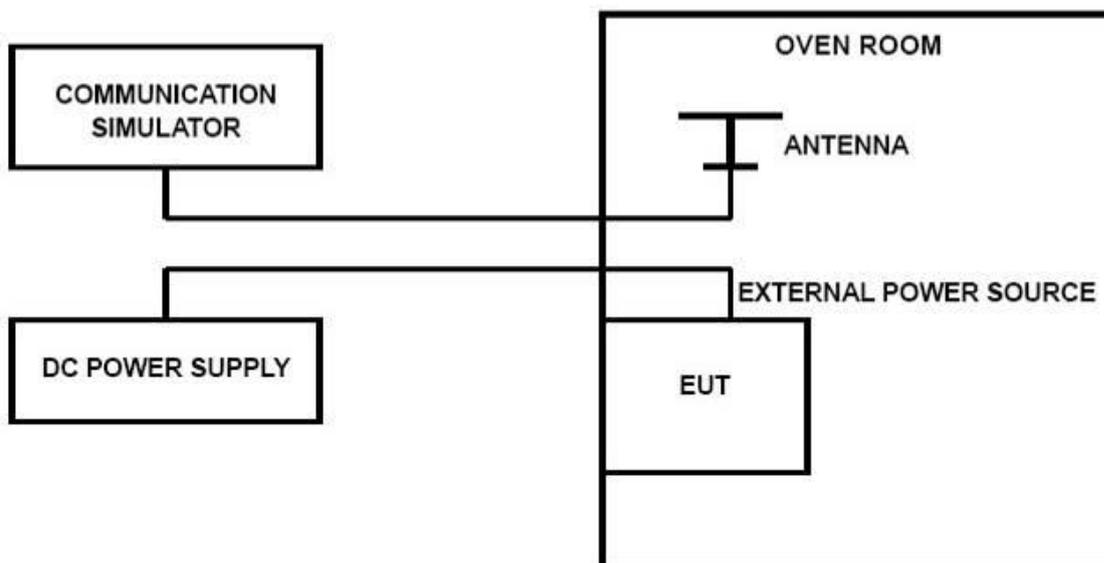 OVEN ROOM
COMMUNICATION
SIMULATOR
ANTENNA
EXTERNAL POWER SOURCE
DC POWER SUPPLY
EUT